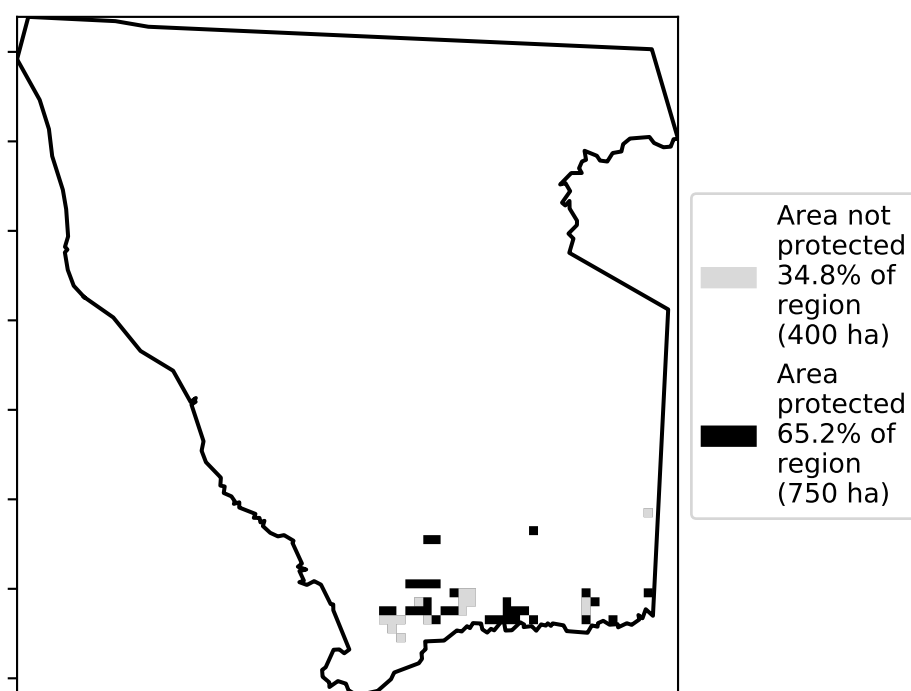 Area not
protected
34.8% of
region
(400 ha)
Area
protected
65.2% of
region
(750 ha)